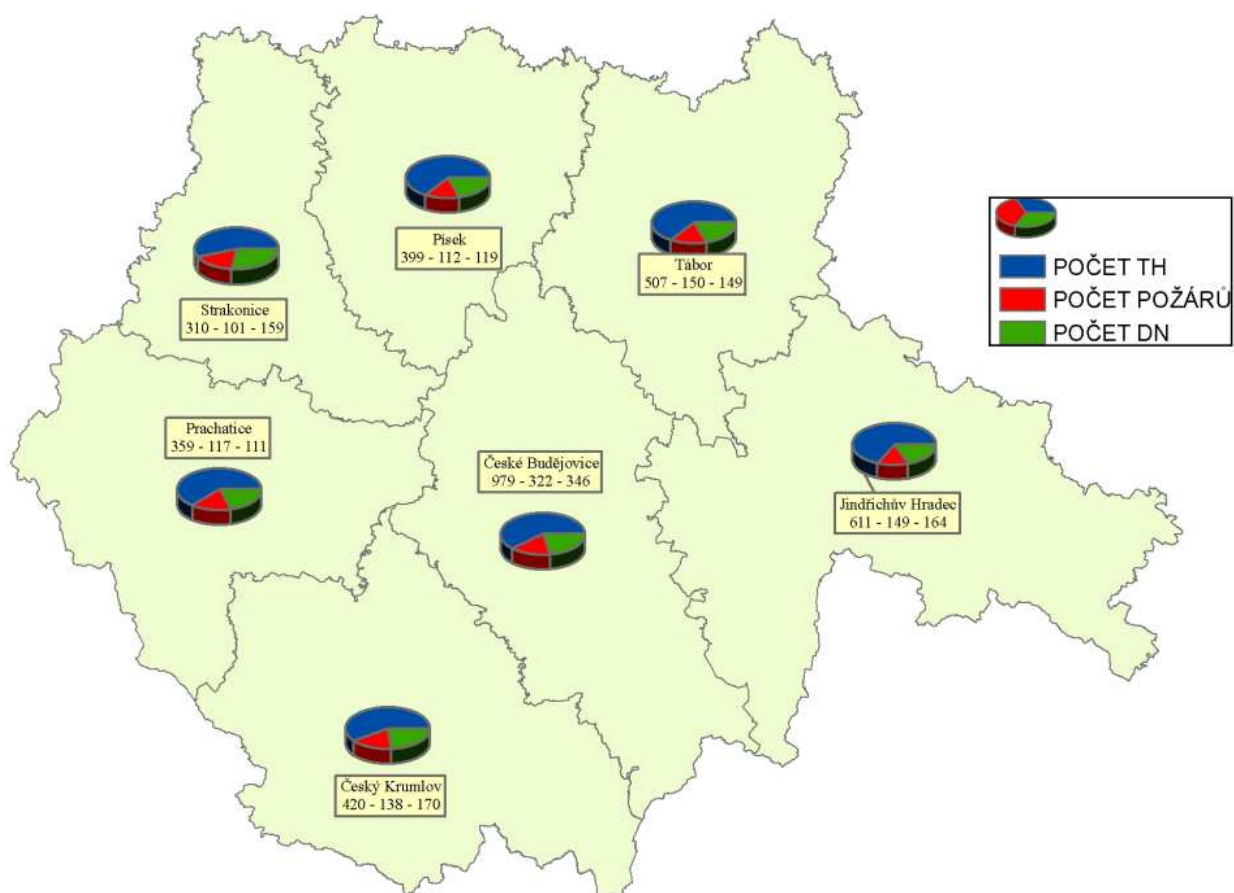 Písek
399 - 112 - 119
Tábor
507 - 150 - 149
Strakonice
310 - 101 - 159
POČET TH
POČET POŽÁRŮ
POČET DN
Prachatice
359 - 117 - 111
České Budějovice
979 - 322 - 346
Jindřichův Hradec
611 - 149 - 164
Český Krumlov
420 - 138 - 170